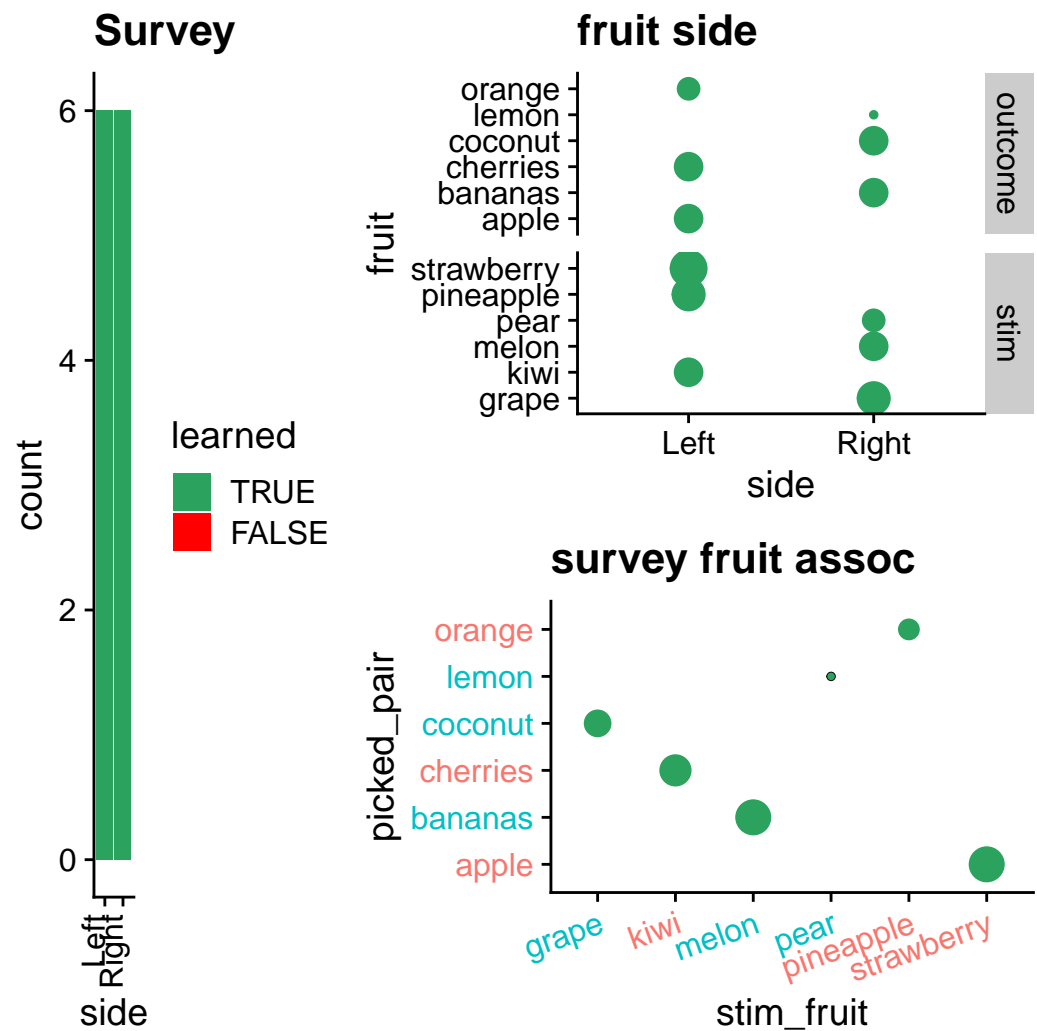 Survey
count
6
4
2
0
Left
Right
side
learned
TRUE
FALSE
fruit side
fruit
orange
lemon
coconut
cherries
bananas
apple
outcome
strawberry
pineapple
pear
melon
kiwi
grape
stim
Left Right
side
survey fruit assoc
picked_pair
orange
lemon
coconut
cherries
bananas
apple
grape kiwi melon pear pineapple strawberry
stim_fruit